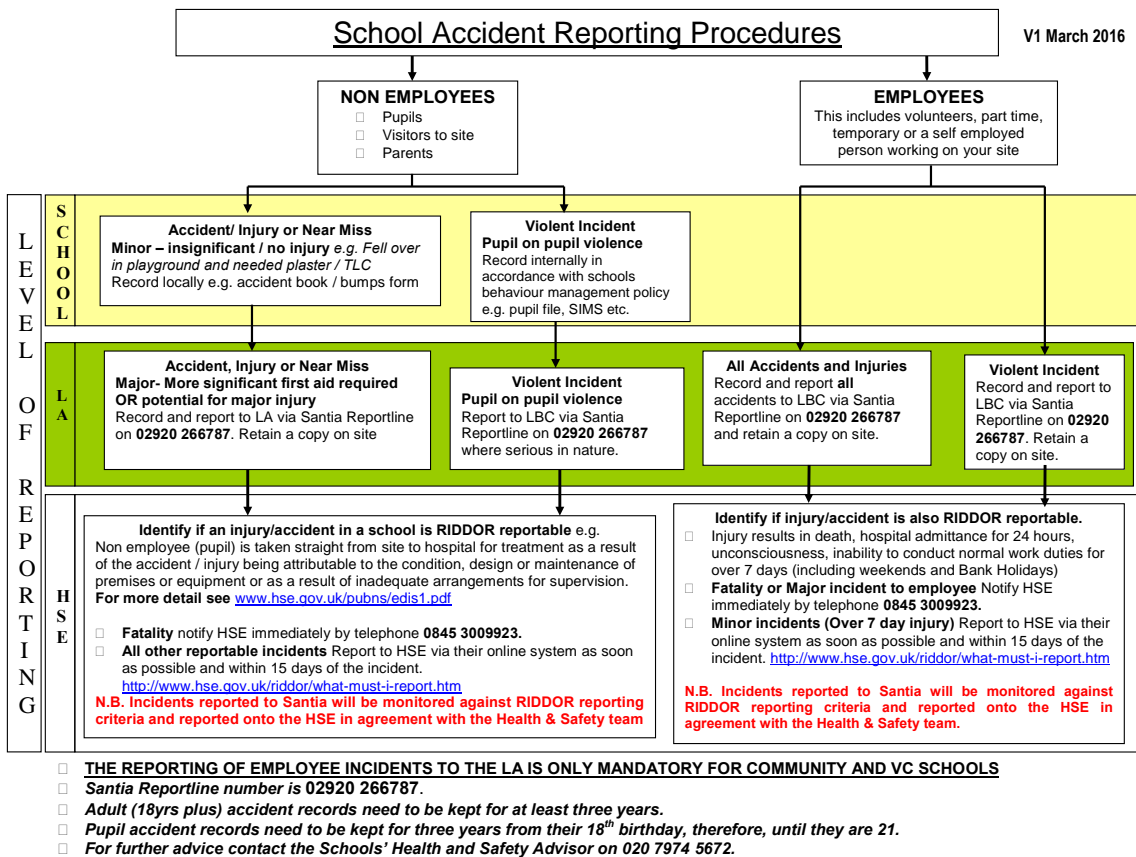 School Accident Reporting Procedures
V1 March 2016
NON EMPLOYEES
Pupils
Visitors to site
Parents
EMPLOYEES
This includes volunteers, part time,
temporary or a self employed
person working on your site
LEVEL OF REPORTING
SCHOOL
Accident/ Injury or Near Miss
Minor – insignificant / no injury e.g. Fell over
in playground and needed plaster / TLC
Record locally e.g. accident book / bumps form
Violent Incident
Pupil on pupil violence
Record internally in
accordance with schools
behaviour management policy
e.g. pupil file, SIMS etc.
LA
Accident, Injury or Near Miss
Major- More significant first aid required
OR potential for major injury
Record and report to LA via Santia Reportline
on 02920 266787. Retain a copy on site
Violent Incident
Pupil on pupil violence
Report to LBC via Santia
Reportline on 02920 266787
where serious in nature.
All Accidents and Injuries
Record and report all
accidents to LBC via Santia
Reportline on 02920 266787
and retain a copy on site.
Violent Incident
Record and report to
LBC via Santia
Reportline on 02920
266787. Retain a
copy on site.
HSE
Identify if an injury/accident in a school is RIDDOR reportable e.g.
Non employee (pupil) is taken straight from site to hospital for treatment as a result
of the accident / injury being attributable to the condition, design or maintenance of
premises or equipment or as a result of inadequate arrangements for supervision.
For more detail see www.hse.gov.uk/pubns/edis1.pdf
Fatality notify HSE immediately by telephone 0845 3009923.
All other reportable incidents Report to HSE via their online system as soon
as possible and within 15 days of the incident.
http://www.hse.gov.uk/riddor/what-must-i-report.htm
N.B. Incidents reported to Santia will be monitored against RIDDOR reporting
criteria and reported onto the HSE in agreement with the Health & Safety team
Identify if injury/accident is also RIDDOR reportable.
Injury results in death, hospital admittance for 24 hours,
unconsciousness, inability to conduct normal work duties for
over 7 days (including weekends and Bank Holidays)
Fatality or Major incident to employee Notify HSE
immediately by telephone 0845 3009923.
Minor incidents (Over 7 day injury) Report to HSE via their
online system as soon as possible and within 15 days of the
incident. http://www.hse.gov.uk/riddor/what-must-i-report.htm
N.B. Incidents reported to Santia will be monitored against
RIDDOR reporting criteria and reported onto the HSE in
agreement with the Health & Safety team.
THE REPORTING OF EMPLOYEE INCIDENTS TO THE LA IS ONLY MANDATORY FOR COMMUNITY AND VC SCHOOLS
Santia Reportline number is 02920 266787.
Adult (18yrs plus) accident records need to be kept for at least three years.
Pupil accident records need to be kept for three years from their 18th birthday, therefore, until they are 21.
For further advice contact the Schools' Health and Safety Advisor on 020 7974 5672.